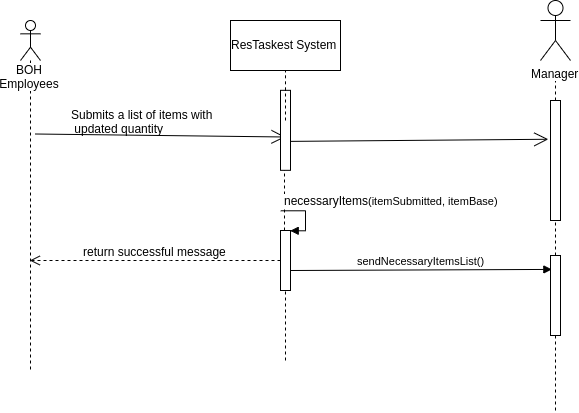 ResTaskest System
BOH
Employees
Manager
Submits a list of items with
updated quantity
necessaryItems(itemSubmitted, itemBase)
return successful message
sendNecessaryItemsList()